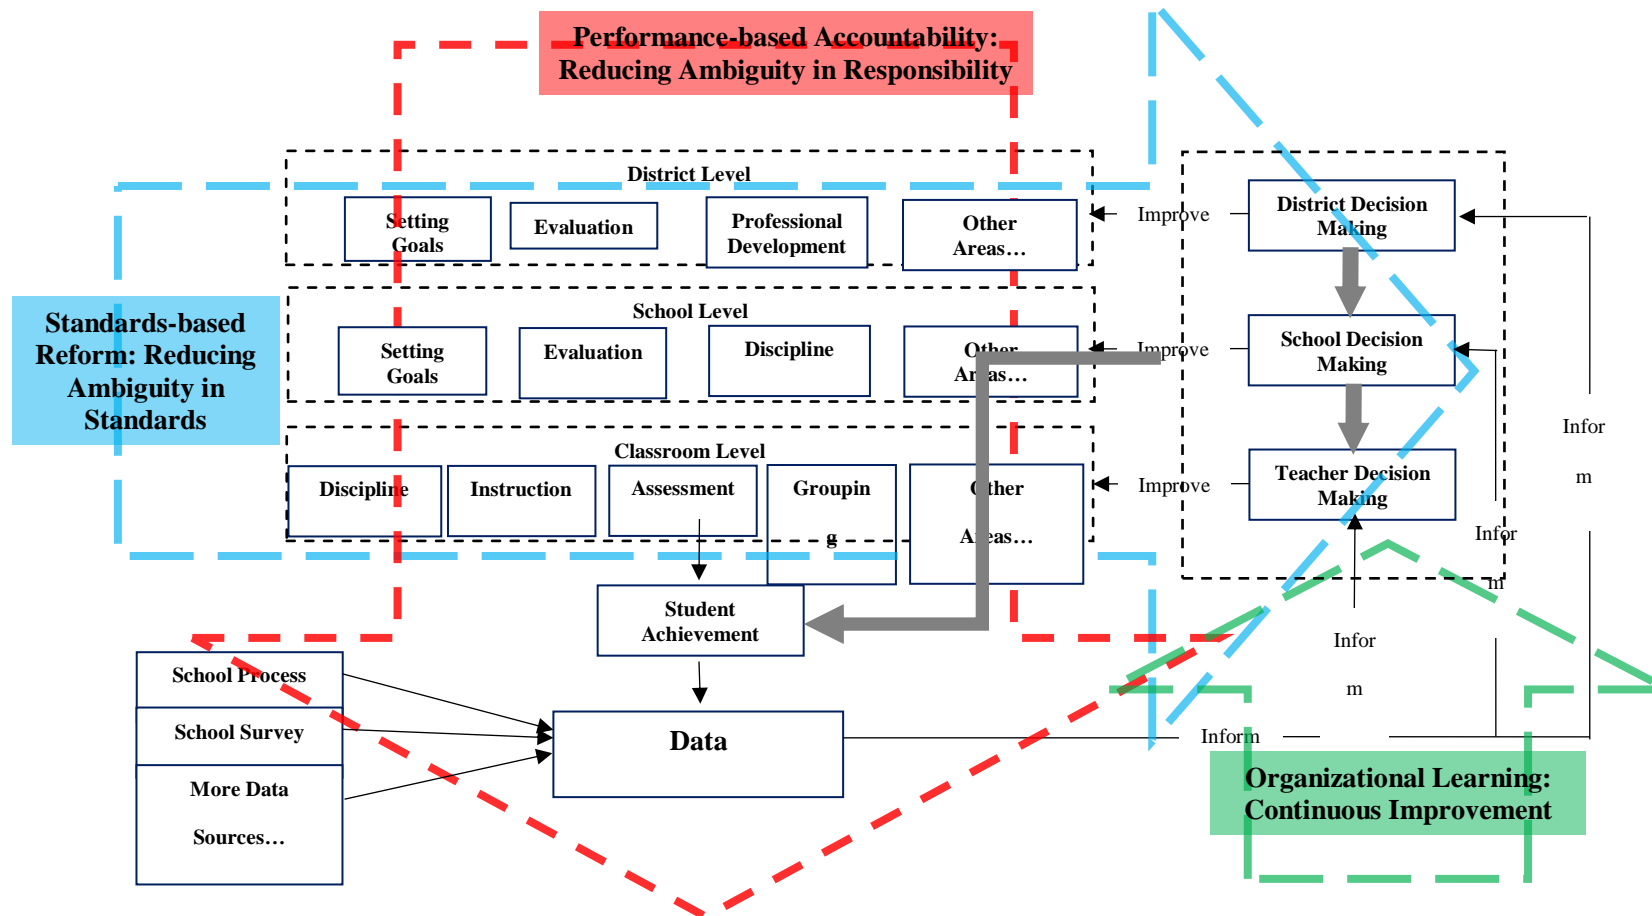 Performance-based Accountability:
Reducing Ambiguity in Responsibility
District Level
Setting
Goals
Evaluation
Professional
Development
Other
Areas…
Improve
District Decision
Making
Standards-based
Reform: Reducing
Ambiguity in
Standards
School Level
Setting
Goals
Evaluation
Discipline
Other
Areas…
Improve
School Decision
Making
Infor
m
Classroom Level
Discipline
Instruction
Assessment
Groupin
g
Other
Areas…
Improve
Teacher Decision
Making
Infor
m
Student
Achievement
Infor
m
School Process
School Survey
More Data
Sources…
Data
Inform
Organizational Learning:
Continuous Improvement